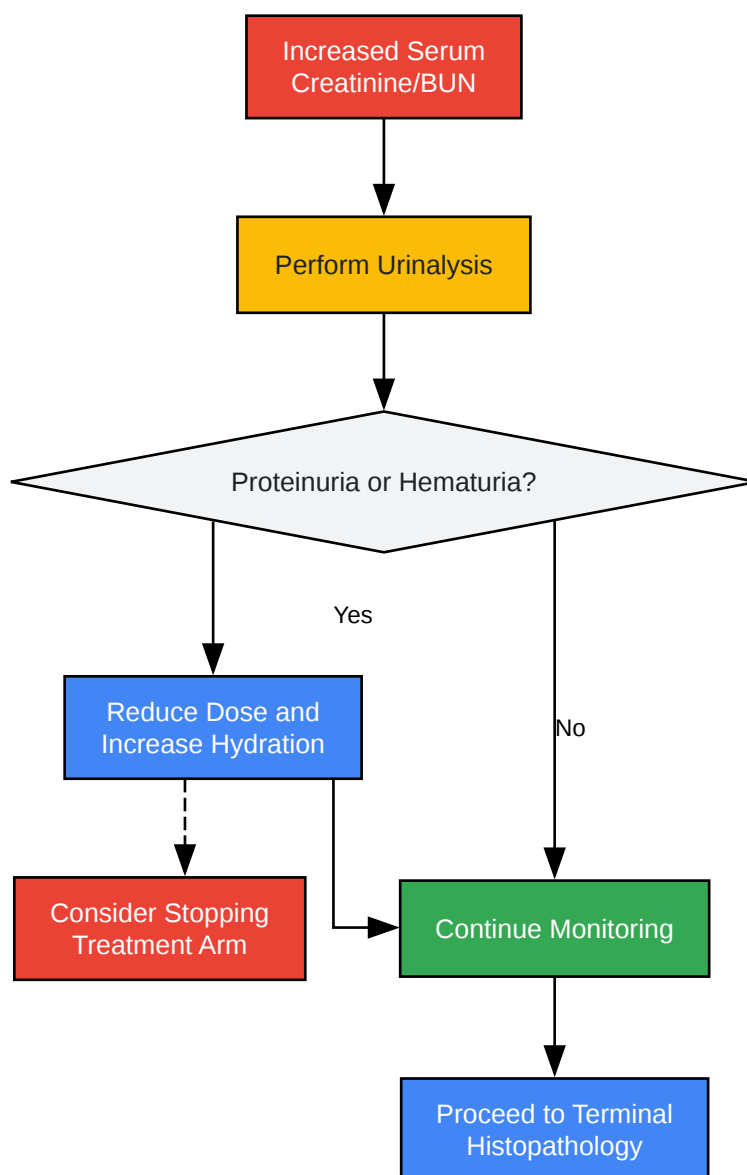 Increased Serum
Creatinine/BUN
Perform Urinalysis
Proteinuria or Hematuria?
Yes
Reduce Dose and
Increase Hydration
No
Consider Stopping
Treatment Arm
Continue Monitoring
Proceed to Terminal
Histopathology